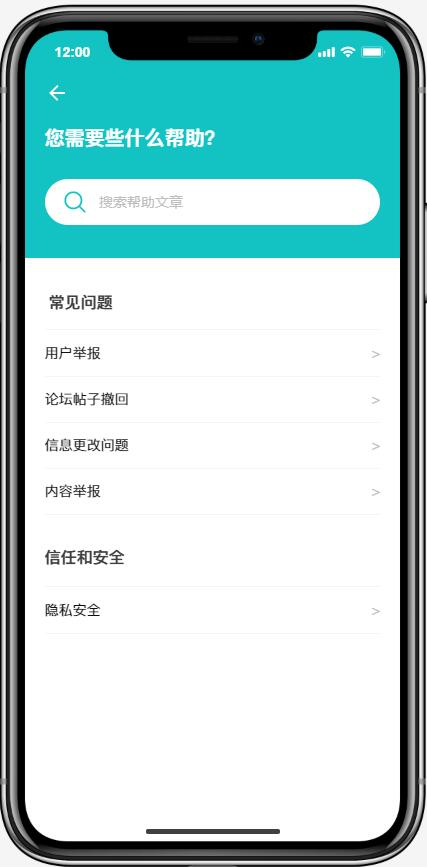 12:00
您需要些什么帮助?
搜索帮助文章
常见问题
用户举报 >
论坛帖子撤回 >
信息更改问题 >
内容举报 >
信任和安全
隐私安全 >